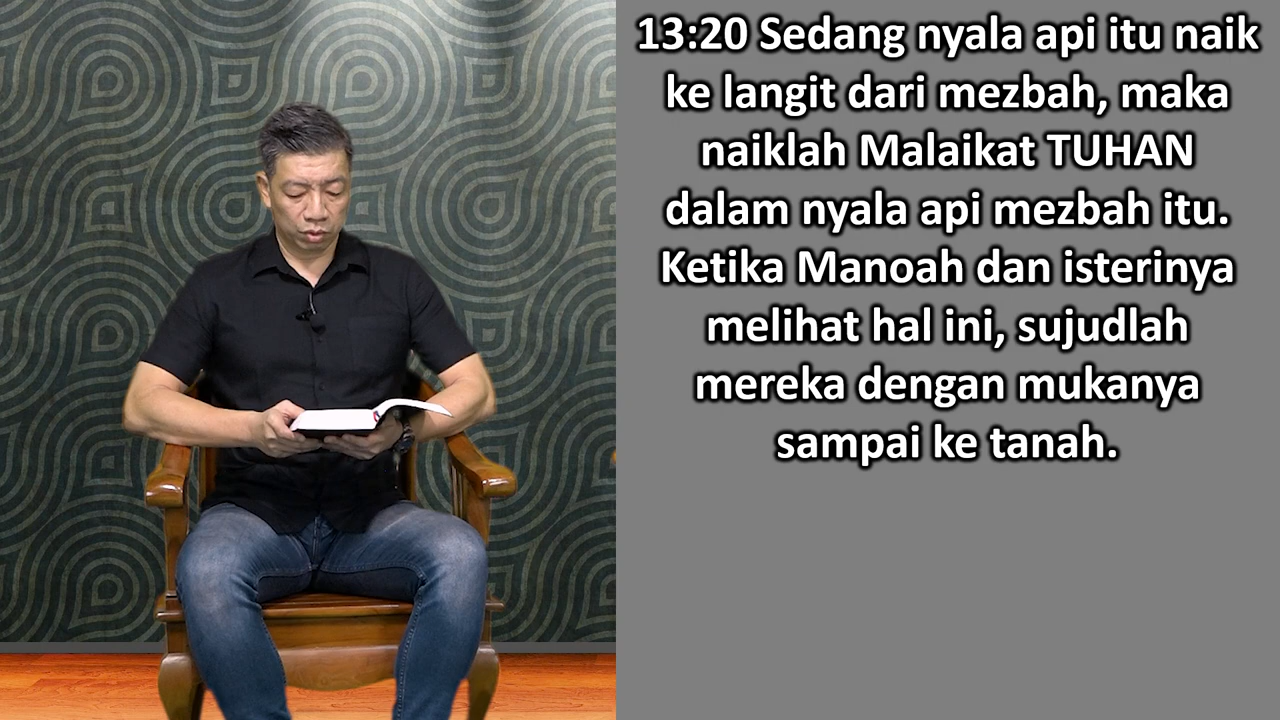 13:20 Sedang nyala api itu naik
ke langit dari mezbah, maka
naiklah Malaikat TUHAN
dalam nyala api mezbah itu.
Ketika Manoah dan isterinya
melihat hal ini, sujudlah
mereka dengan mukanya
sampai ke tanah.